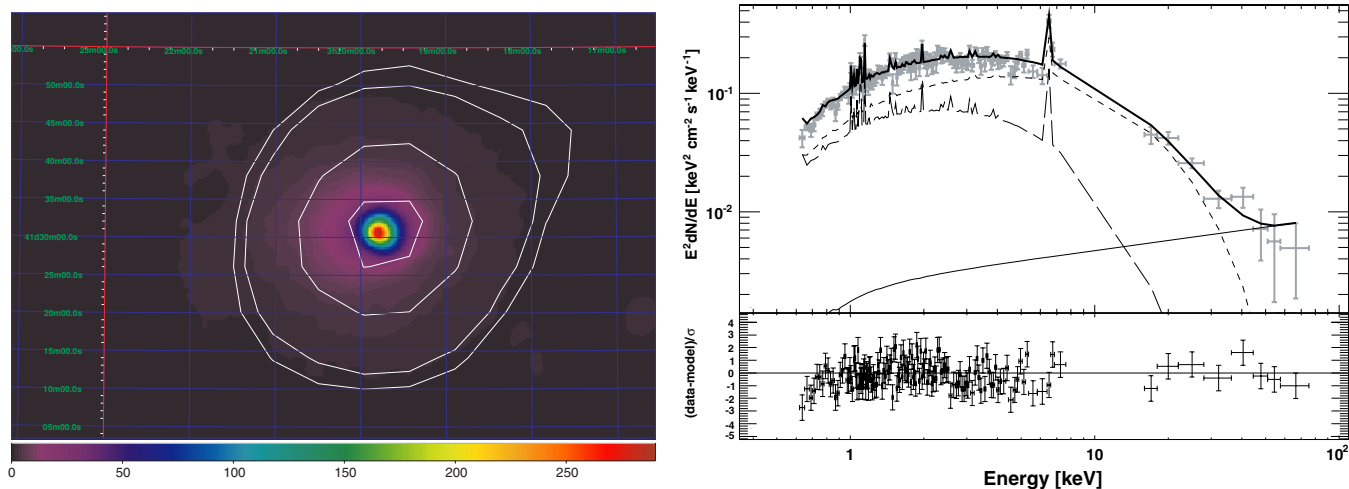 00.0s 25m00.0s 22m00.0s 21m00.0s 3h20m00.0s 19m00.0s 17m00.0s
50m00.0s
45m00.0s
40m00.0s
35m00.0s
41d30m00.0s
25m00.0s
20m00.0s
15m00.0s
10m00.0s
05m00.0s
0 50 100 150 200 250
E²dN/dE [keV² cm⁻² s⁻¹ keV⁻¹]
10⁻¹
10⁻²
(data-model)/σ
4
3
2
1
0
-1
-2
-3
-4
-5
1 10 10²
Energy [keV]